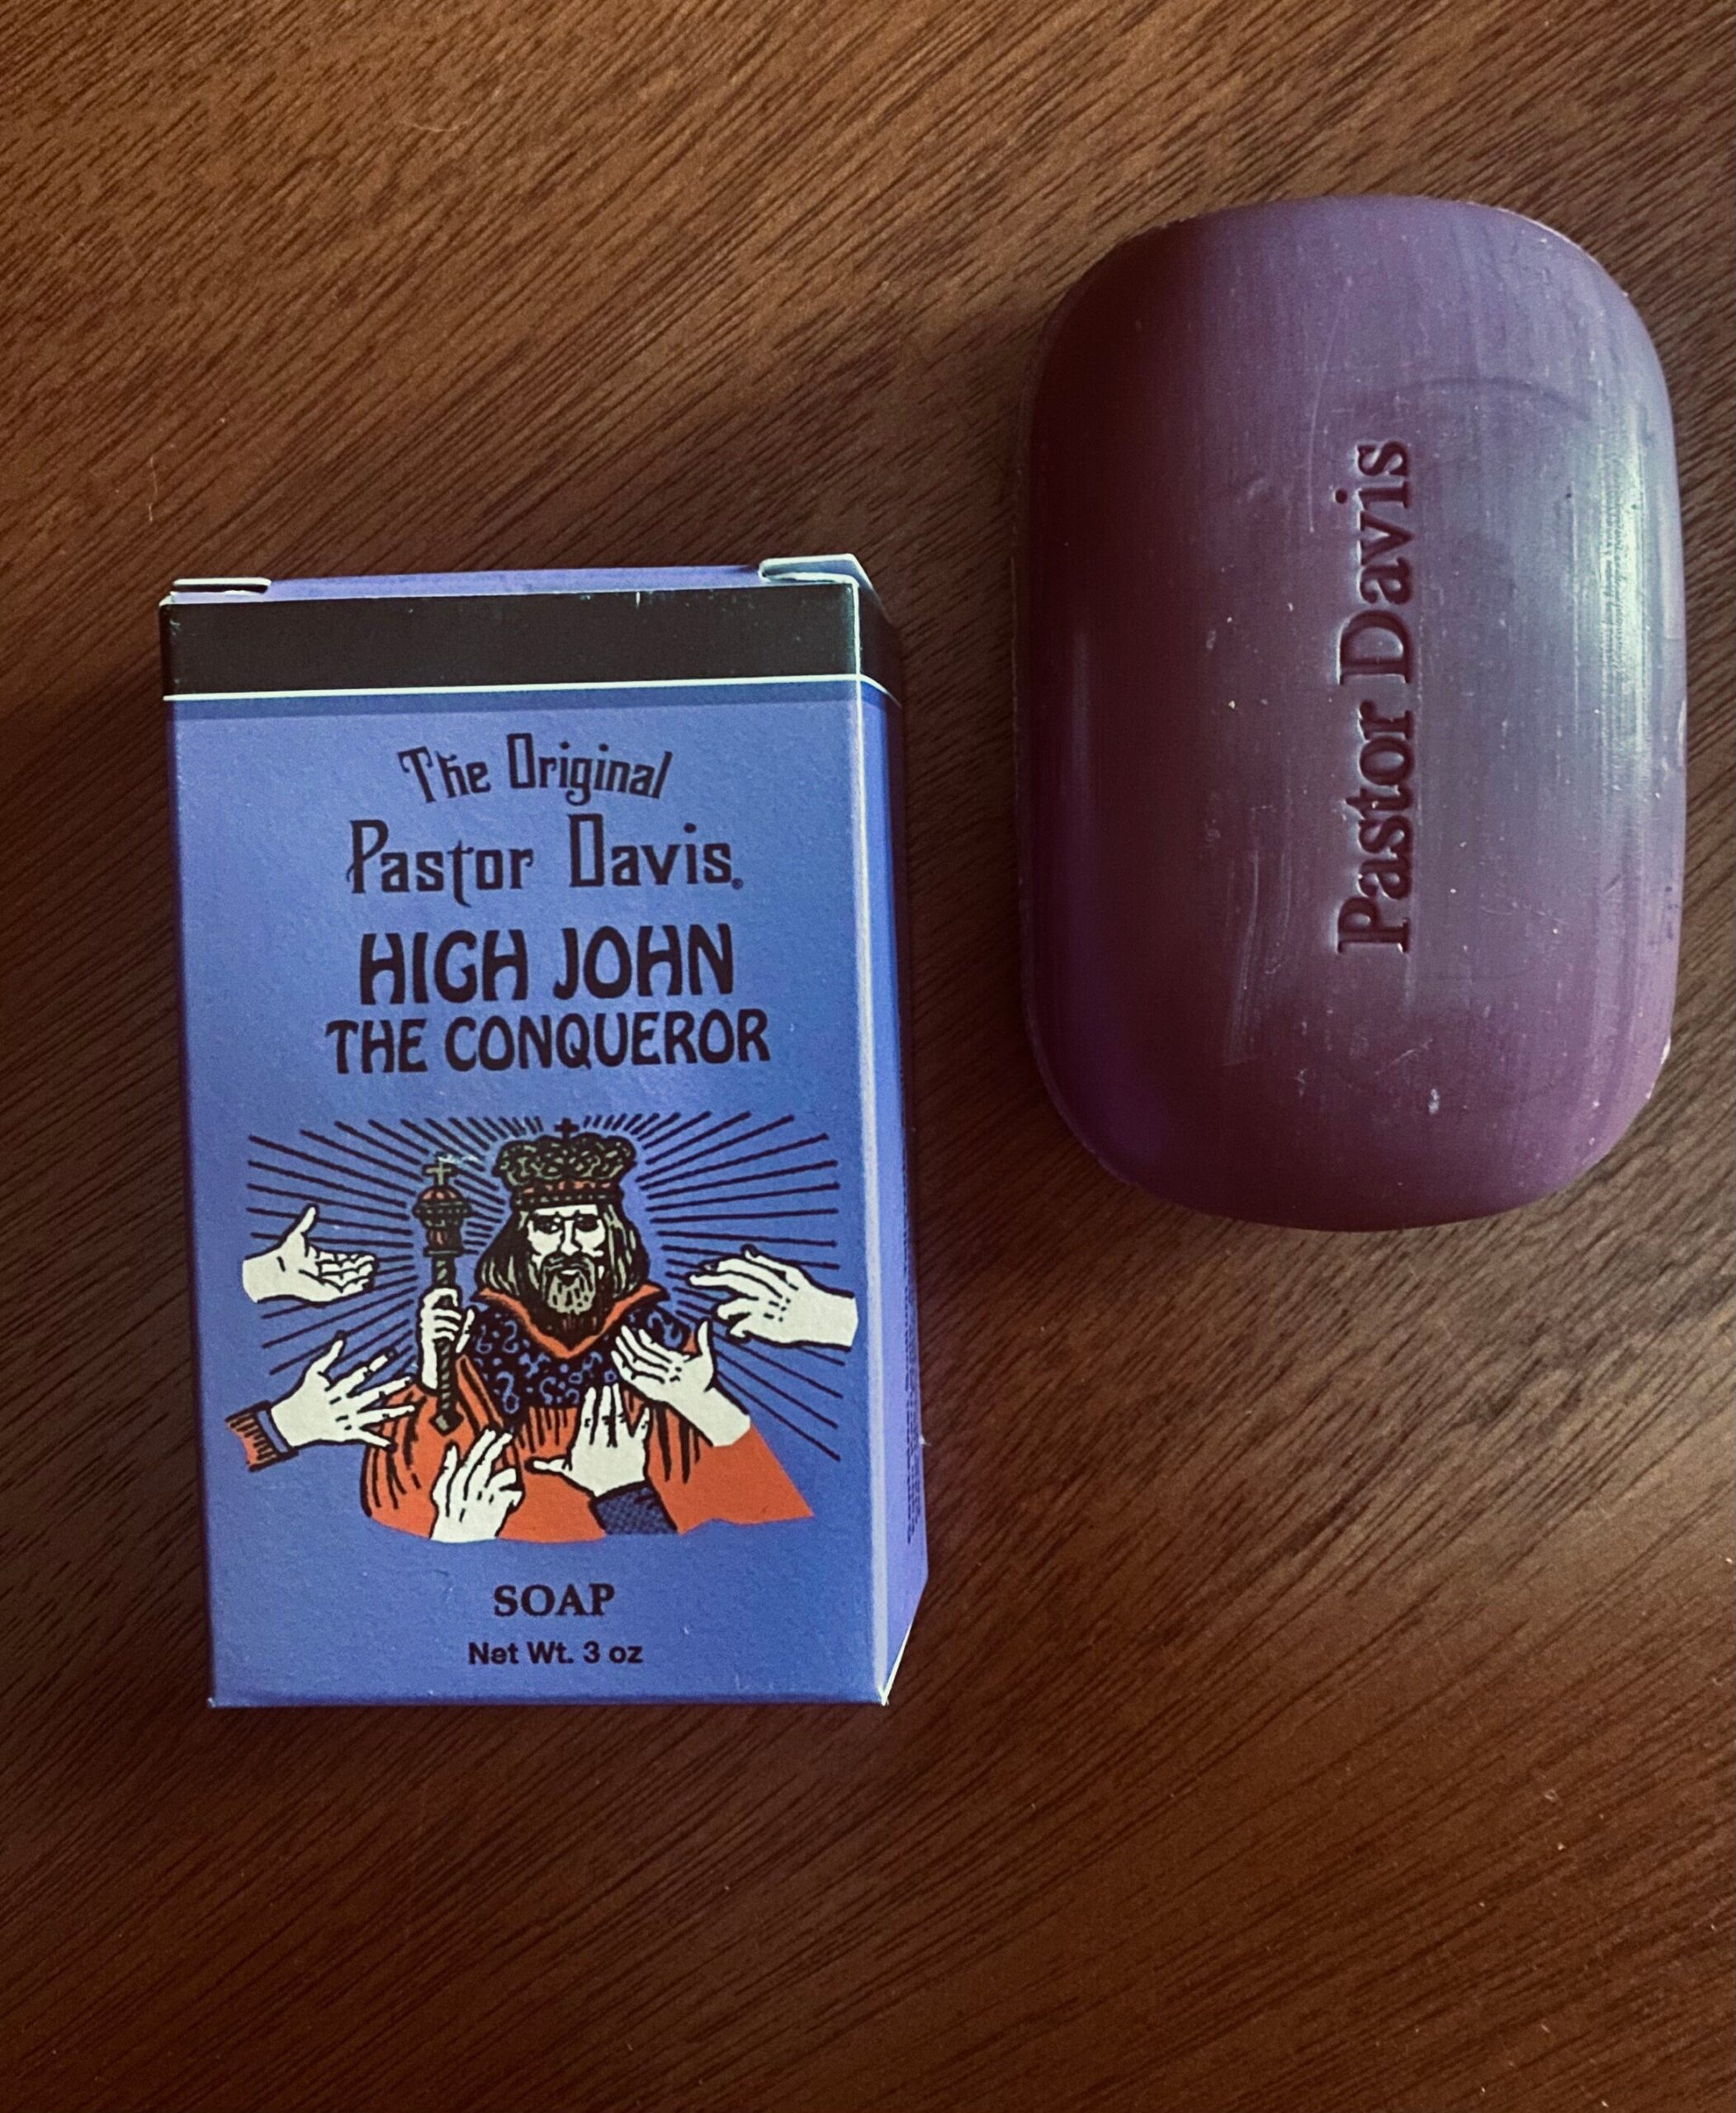 The Original
Pastor Davis®
HIGH JOHN
THE CONQUEROR
SOAP
Net Wt. 3 oz
Pastor Davis